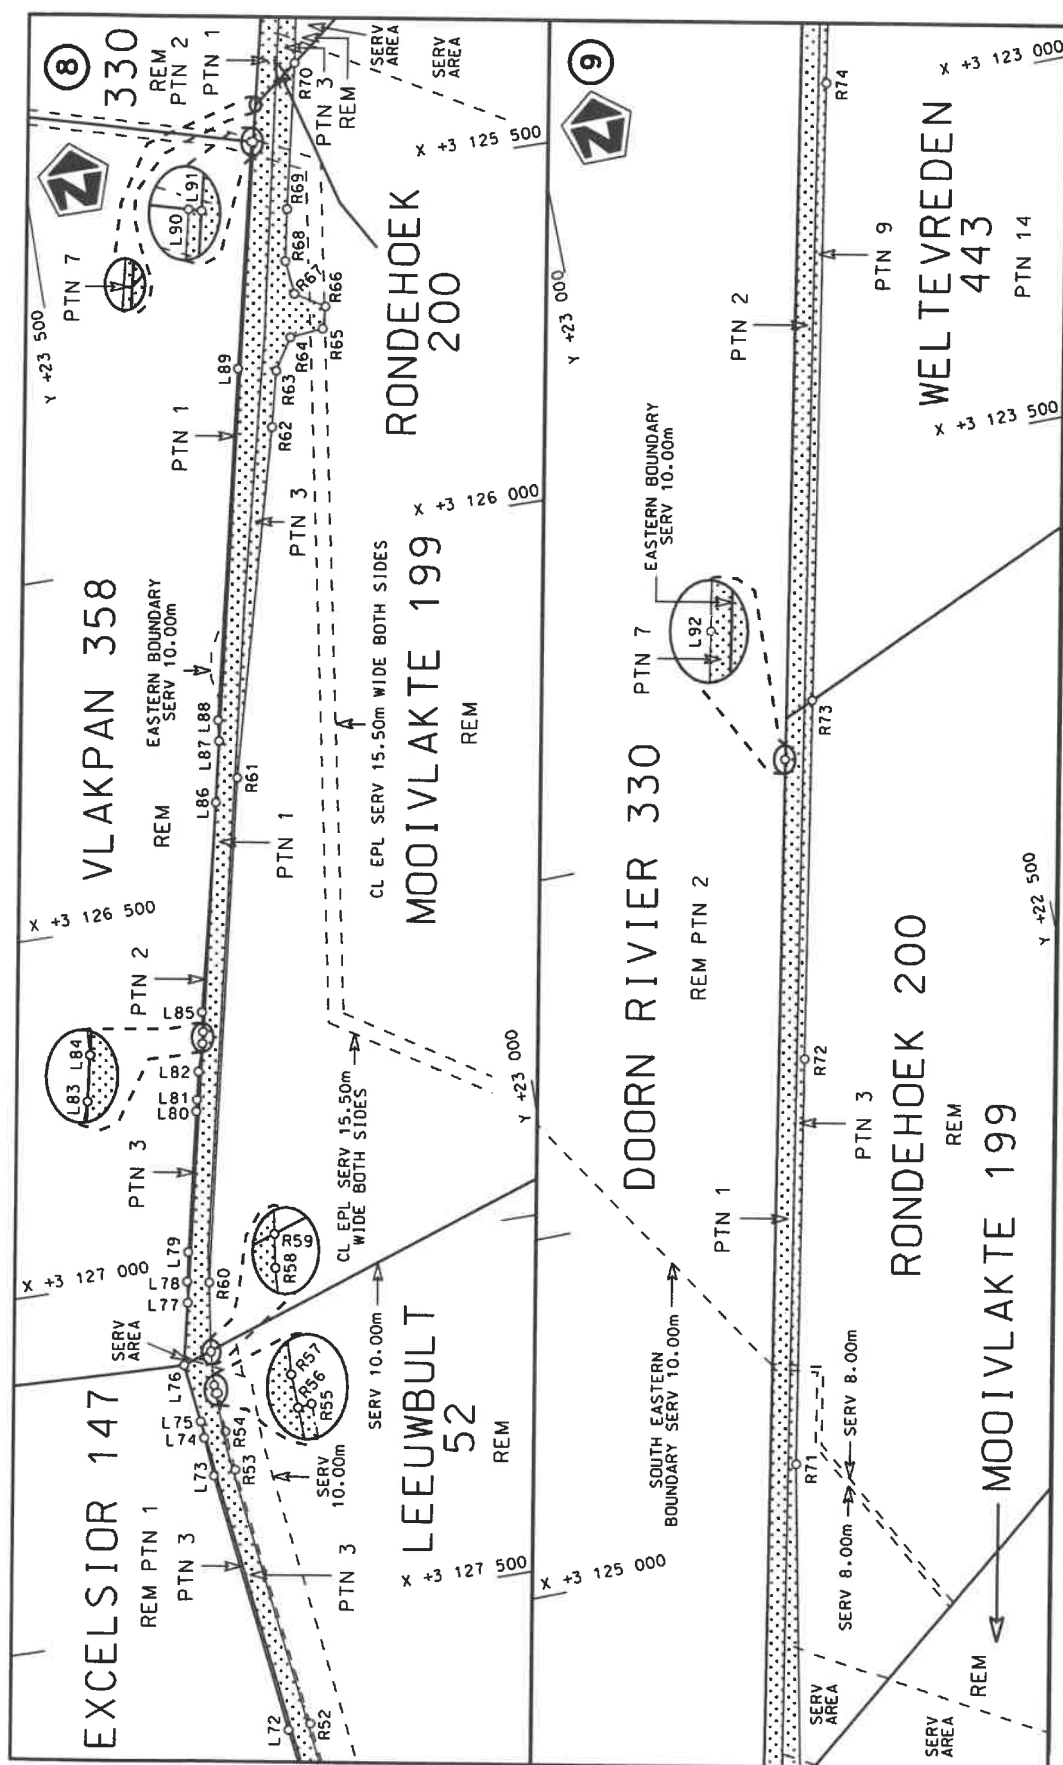 8
330
REM
PTN 2
PTN 1
SERV
AREA
SERV
AREA
R70
PTN 3
REM
X +3 125 500
N
L91
L90
PTN 7
Y +23 500
R69
R68
R67
R66
R65
R64
R63
R62
RONDEHOEK
200
L89
PTN 1
PTN 3
X +3 126 000
VLAKPAN 358
EASTERN BOUNDARY
SERV 10.00m
REM
L88
L87
L86
R61
PTN 1
CL EPL SERV 15.50m WIDE BOTH SIDES
MOOIVLAKTE 199
REM
X +3 126 500
PTN 2
L85
L84
L83
L82
L81
L80
PTN 3
CL EPL SERV 15.50m
WIDE BOTH SIDES
Y +23 000
L79
L78
L77
X +3 127 000
R60
R59
R58
SERV
AREA
L76
R57
R56
R55
SERV 10.00m
EXCELSIOR 147
REM PTN 1
PTN 3
L75
L74
L73
R54
R53
SERV
10.00m
LEEUWBULT
52
REM
PTN 3
X +3 127 500
L72
R52
9
N
X +3 123 000
R74
Y +23 000
PTN 2
PTN 9
WELTEVREDEN
443
PTN 14
X +3 123 500
EASTERN BOUNDARY
SERV 10.00m
L92
PTN 7
R73
DOORN RIVIER 330
REM PTN 2
Y +22 500
R72
PTN 3
RONDEHOEK 200
REM
PTN 1
MOOIVLAKTE 199
REM
SOUTH EASTERN
BOUNDARY SERV 10.00m
SERV 8.00m
R71
SERV 8.00m
X +3 125 000
SERV
AREA
SERV
AREA